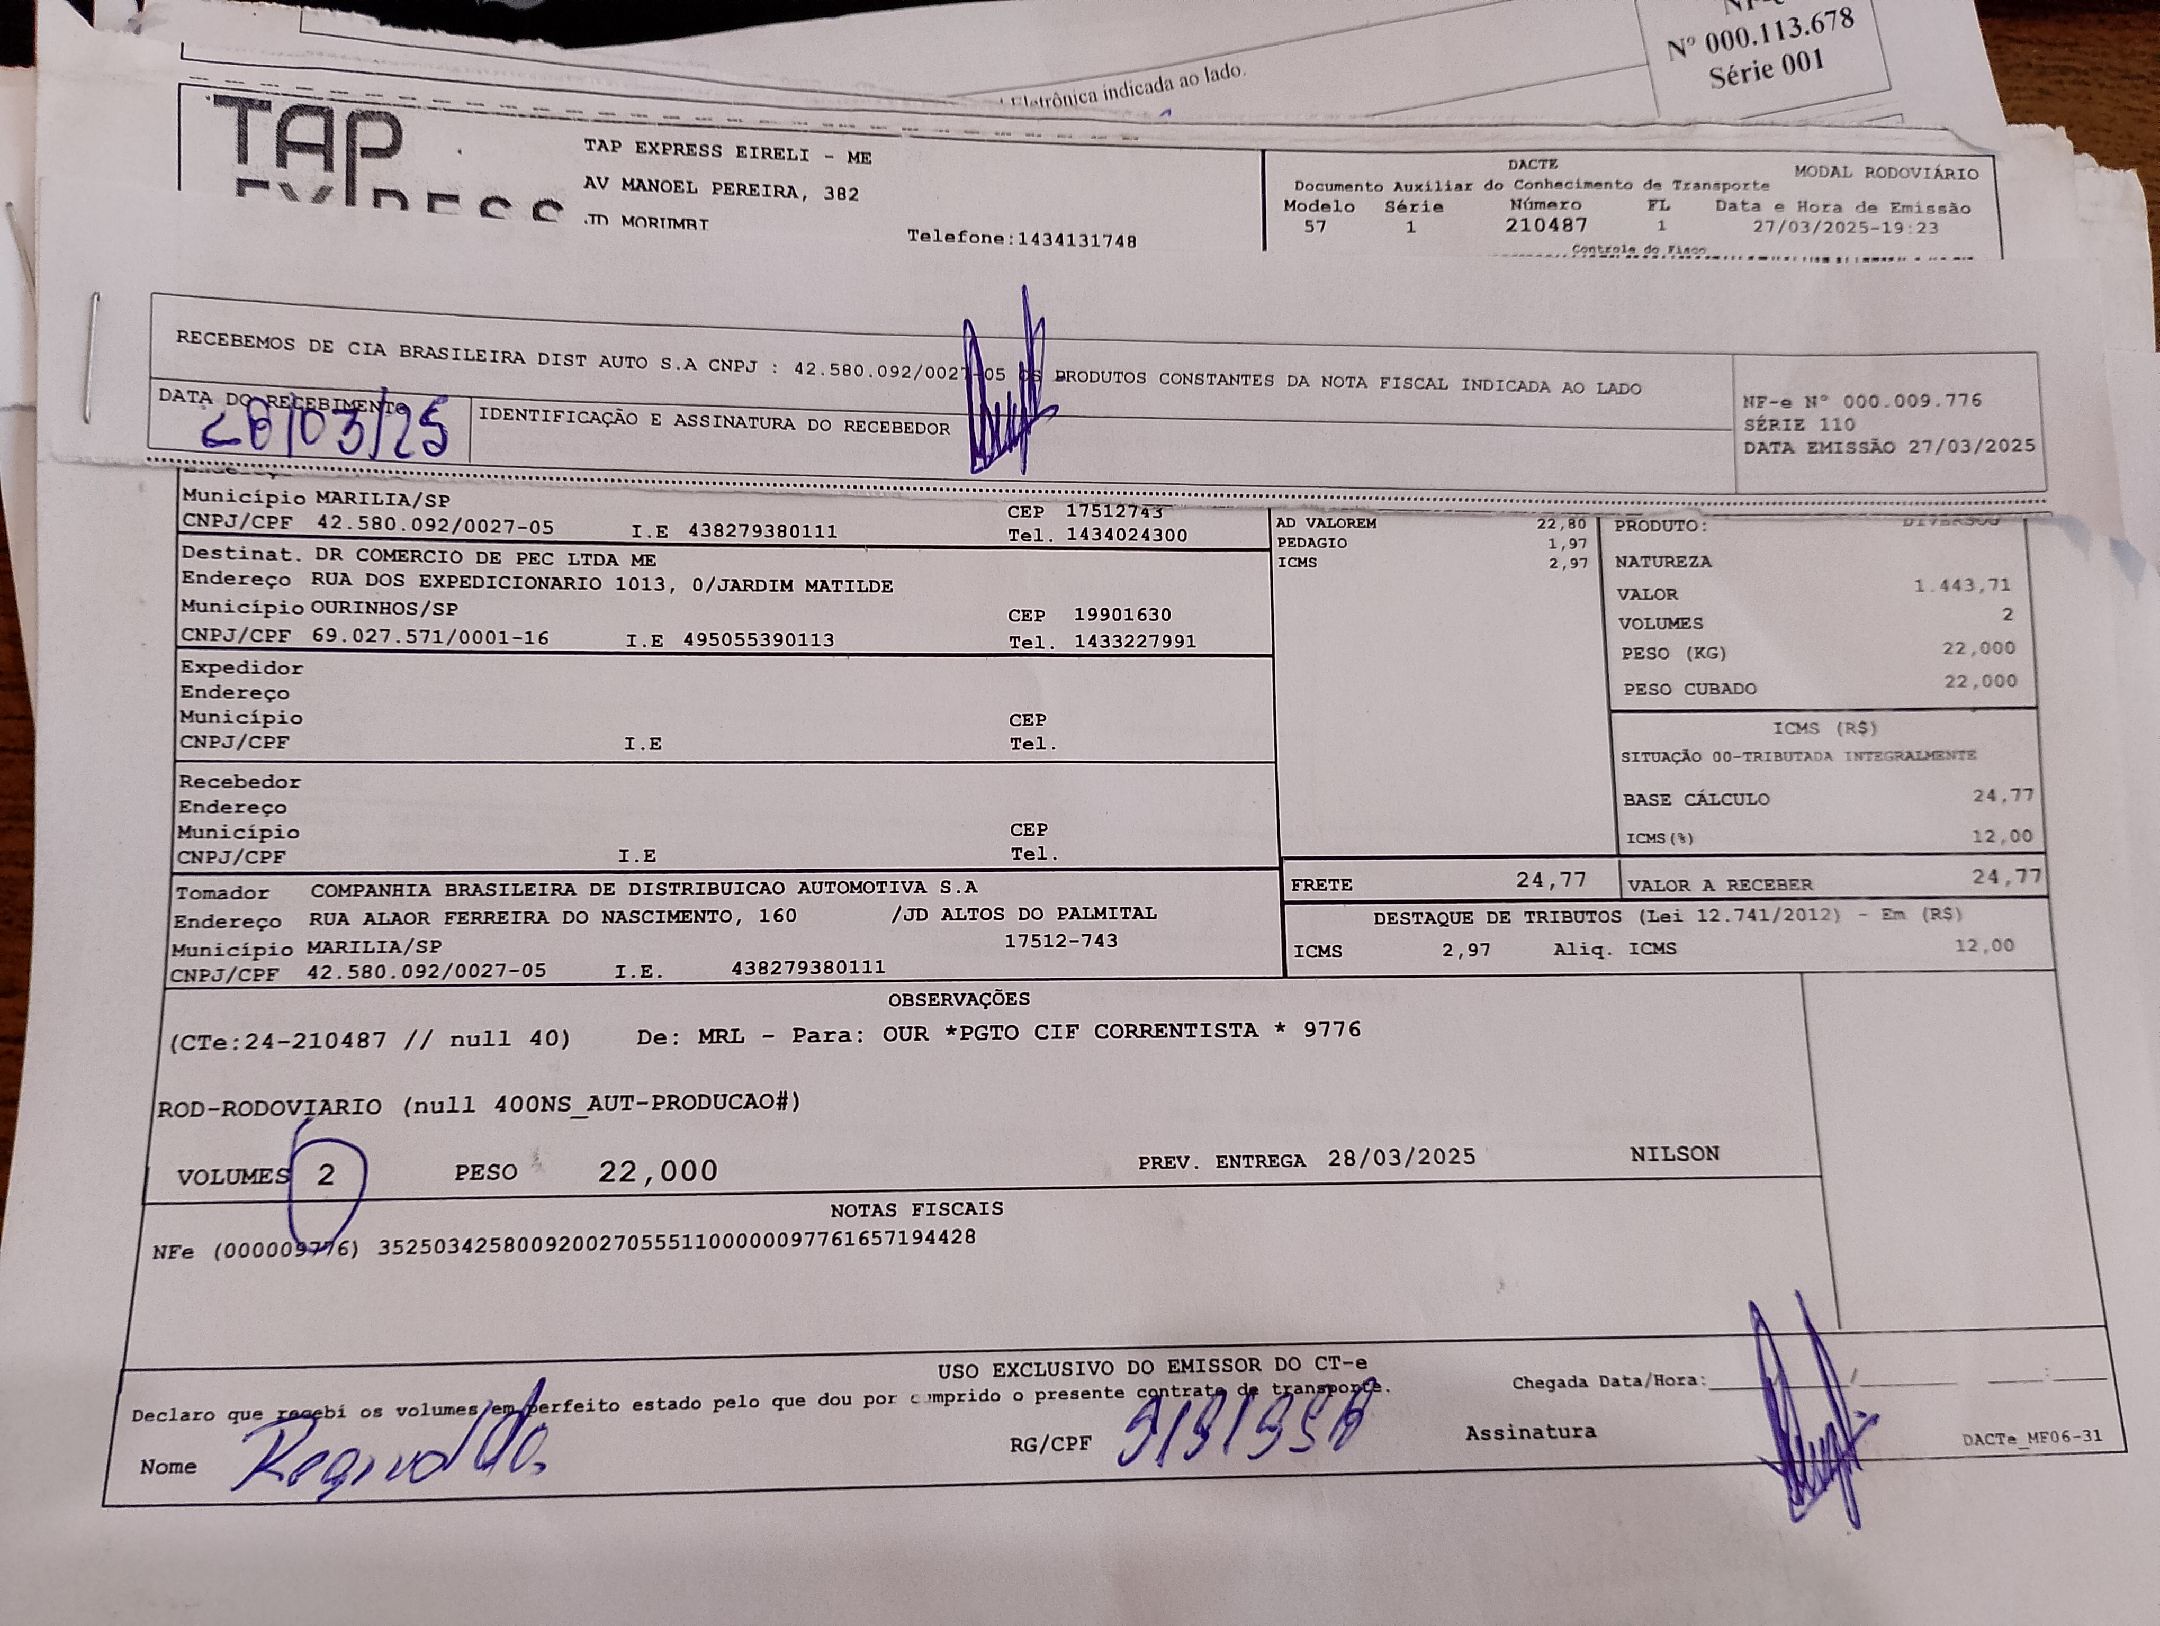 Nº 000.113.678
Série 001
Eletrônica indicada ao lado.
TAP
EXPRESS
TAP EXPRESS EIRELI - ME
AV MANOEL PEREIRA, 382
JD MORUMBI
Telefone:1434131748
DACTE
MODAL RODOVIÁRIO
Documento Auxiliar do Conhecimento de Transporte
Modelo Série Número FL Data e Hora de Emissão
57 1 210487 1 27/03/2025-19:23
Controle do Fisco
RECEBEMOS DE CIA BRASILEIRA DIST AUTO S.A CNPJ : 42.580.092/0027-05 OS PRODUTOS CONSTANTES DA NOTA FISCAL INDICADA AO LADO
DATA DO RECEBIMENTO
28/03/25
IDENTIFICAÇÃO E ASSINATURA DO RECEBEDOR
NF-e Nº 000.009.776
SÉRIE 110
DATA EMISSÃO 27/03/2025
Município MARILIA/SP CEP 17512743
CNPJ/CPF 42.580.092/0027-05 I.E 438279380111 Tel. 1434024300
Destinat. DR COMERCIO DE PEC LTDA ME
Endereço RUA DOS EXPEDICIONARIO 1013, 0/JARDIM MATILDE
Município OURINHOS/SP CEP 19901630
CNPJ/CPF 69.027.571/0001-16 I.E 495055390113 Tel. 1433227991
Expedidor
Endereço
Município CEP
CNPJ/CPF I.E Tel.
Recebedor
Endereço
Município CEP
CNPJ/CPF I.E Tel.
Tomador COMPANHIA BRASILEIRA DE DISTRIBUICAO AUTOMOTIVA S.A
Endereço RUA ALAOR FERREIRA DO NASCIMENTO, 160 /JD ALTOS DO PALMITAL
Município MARILIA/SP 17512-743
CNPJ/CPF 42.580.092/0027-05 I.E. 438279380111
AD VALOREM 22,80
PEDAGIO 1,97
ICMS 2,97
PRODUTO: DIVERSOS
NATUREZA
VALOR 1.443,71
VOLUMES 2
PESO (KG) 22,000
PESO CUBADO 22,000
ICMS (R$)
SITUAÇÃO 00-TRIBUTADA INTEGRALMENTE
BASE CÁLCULO 24,77
ICMS(%) 12,00
FRETE 24,77 VALOR A RECEBER 24,77
DESTAQUE DE TRIBUTOS (Lei 12.741/2012) - Em (R$)
ICMS 2,97 Aliq. ICMS 12,00
OBSERVAÇÕES
(CTe:24-210487 // null 40) De: MRL - Para: OUR *PGTO CIF CORRENTISTA * 9776
ROD-RODOVIARIO (null 400NS_AUT-PRODUCAO#)
VOLUMES 2 PESO 22,000 PREV. ENTREGA 28/03/2025 NILSON
NOTAS FISCAIS
NFe (000009776) 35250342580092002705551100000097761657194428
USO EXCLUSIVO DO EMISSOR DO CT-e
Declaro que recebi os volumes em perfeito estado pelo que dou por cumprido o presente contrato de transporte.
Chegada Data/Hora:
Nome Reginaldo RG/CPF Assinatura
DACTe_MF06-31